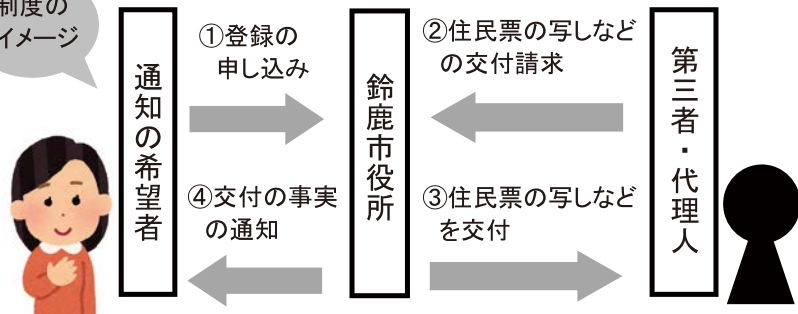 制度の
イメージ
通知の希望者
①登録の
申し込み
④交付の事実
の通知
鈴鹿市役所
②住民票の写しなど
の交付請求
③住民票の写しなど
を交付
第三者・代理人